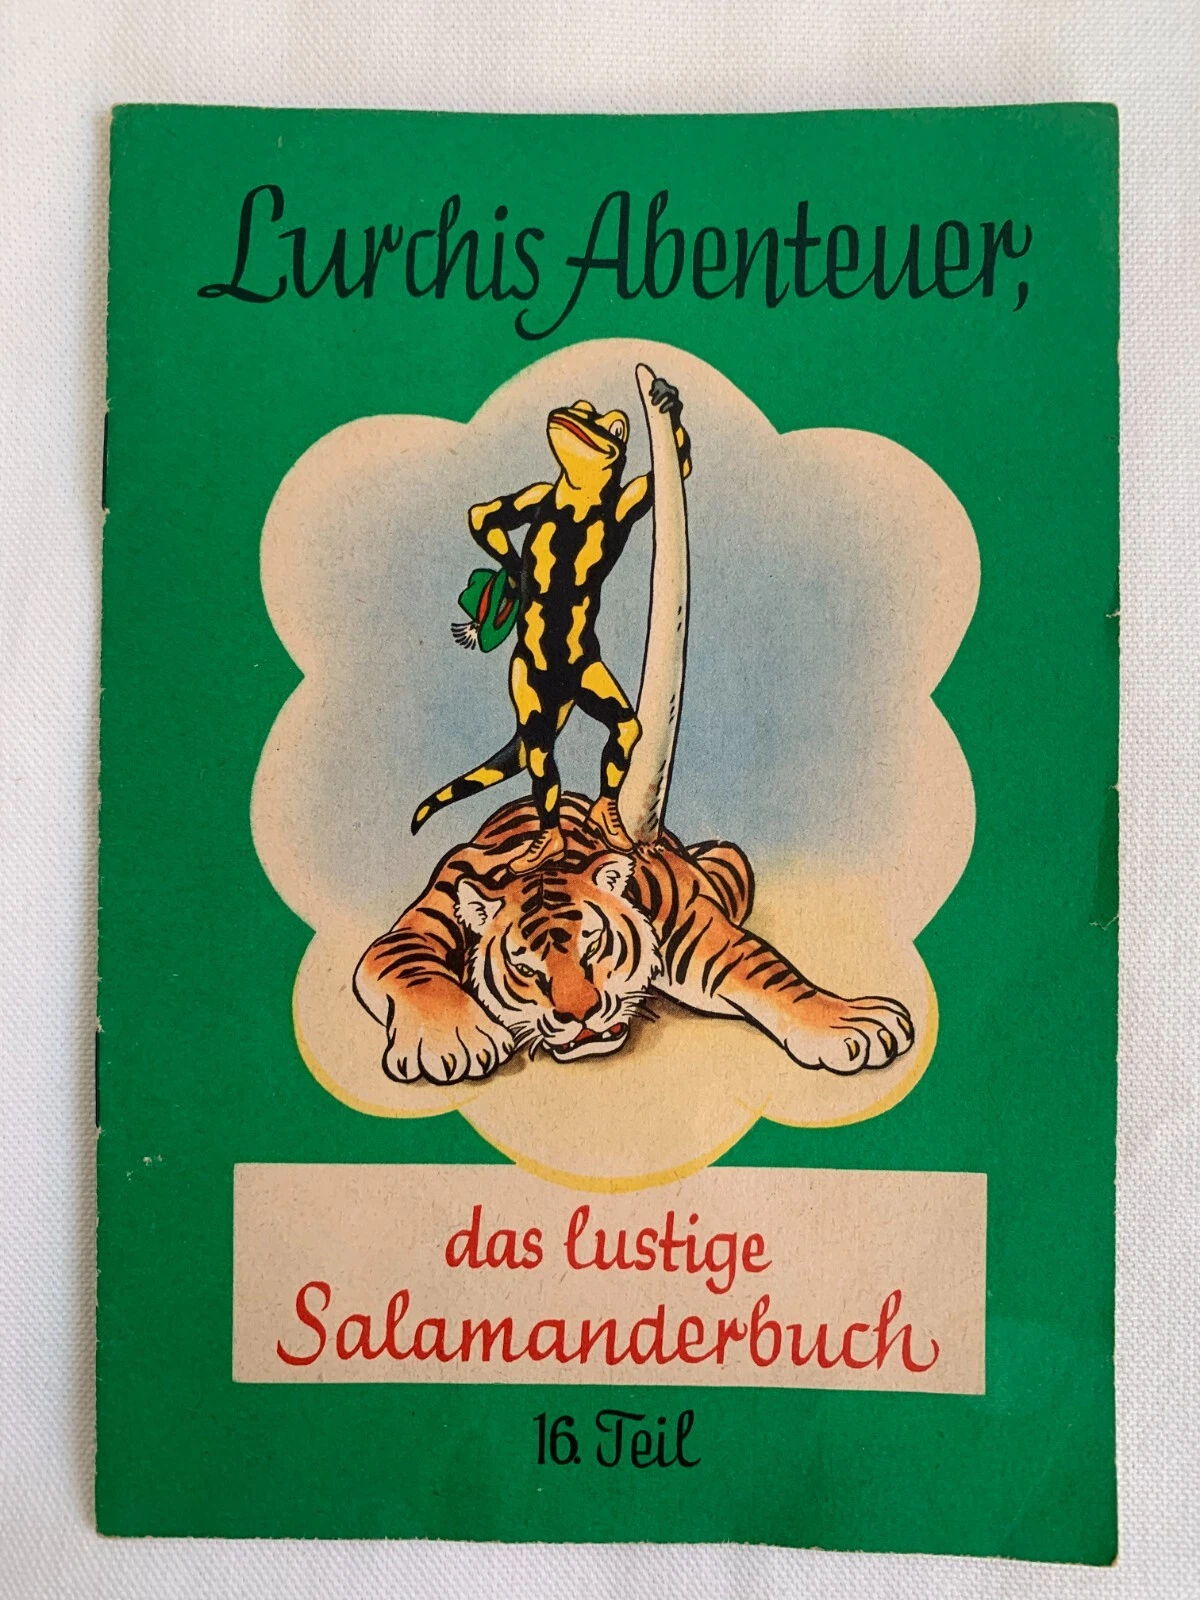 Lurchis Abenteuer,
das lustige
Salamanderbuch
16. Teil